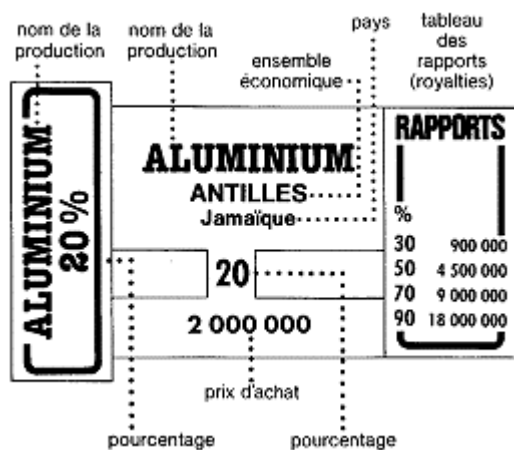 nom de la
production
nom de la
production
ensemble
économique
pays
tableau
des
rapports
(royalties)
ALUMINIUM
20%
ALUMINIUM
ANTILLES
Jamaïque
20
2 000 000
RAPPORTS
%
30 900 000
50 4 500 000
70 9 000 000
90 18 000 000
prix d'achat
pourcentage
pourcentage